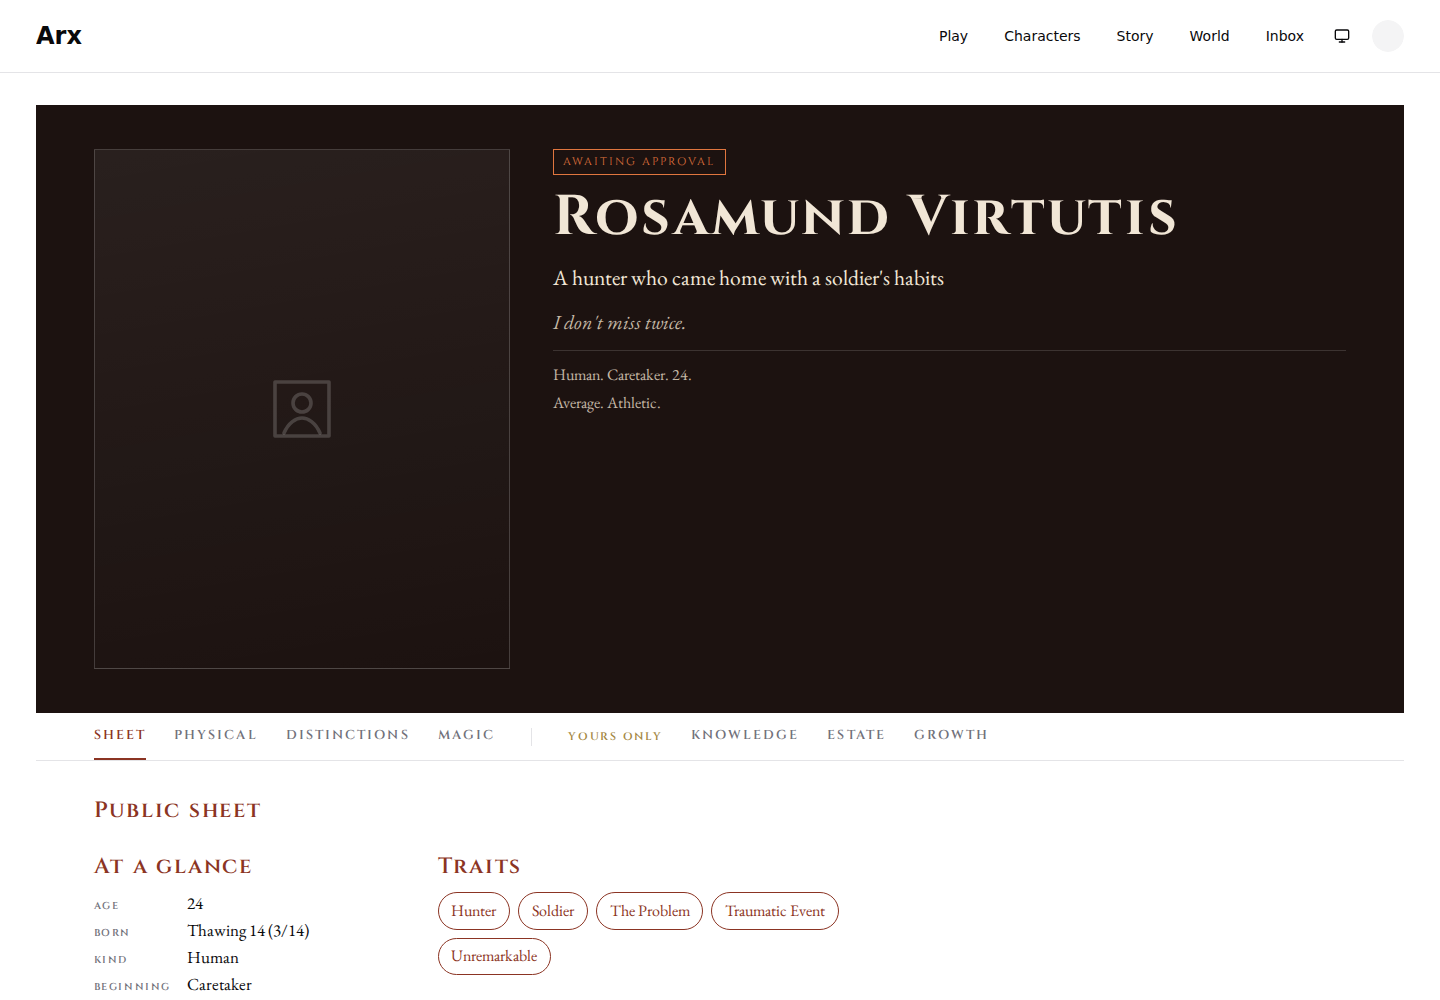 Arx
Play Characters Story World Inbox
AWAITING APPROVAL
Rosamund Virtutis
A hunter who came home with a soldier's habits
I don't miss twice.
Human. Caretaker. 24.
Average. Athletic.
SHEET PHYSICAL DISTINCTIONS MAGIC YOURS ONLY KNOWLEDGE ESTATE GROWTH
Public sheet
At a glance
AGE 24
BORN Thawing 14 (3/14)
KIND Human
BEGINNING Caretaker
Traits
Hunter Soldier The Problem Traumatic Event
Unremarkable